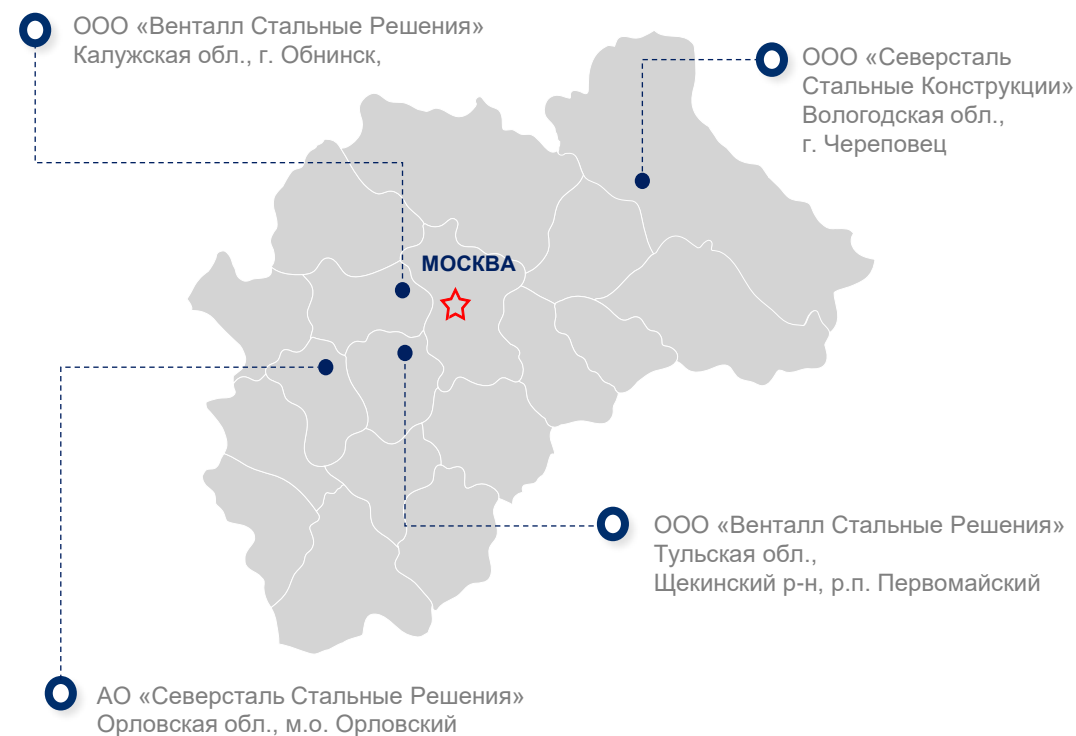 ООО «Венталл Стальные Решения»
Калужская обл., г. Обнинск,
ООО «Северсталь
Стальные Конструкции»
Вологодская обл.,
г. Череповец
МОСКВА
ООО «Венталл Стальные Решения»
Тульская обл.,
Щекинский р-н, р.п. Первомайский
АО «Северсталь Стальные Решения»
Орловская обл., м.о. Орловский